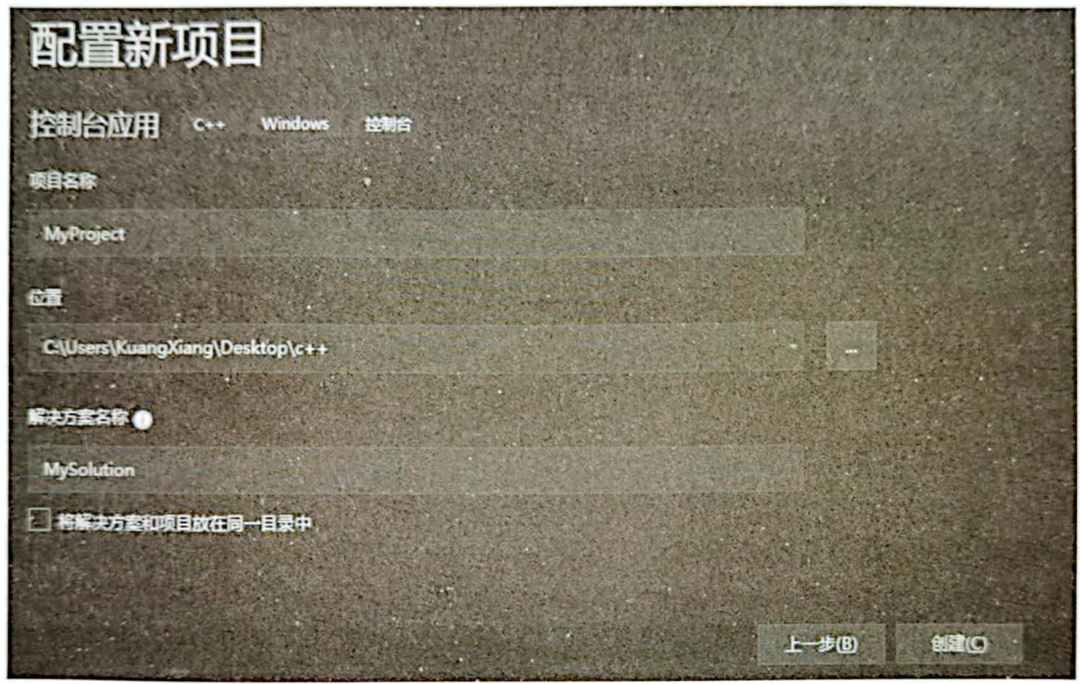 配置新项目
控制台应用 C++ Windows 控制台
项目名称
MyProject
位置
C:\Users\KuangXiang\Desktop\c++
...
解决方案名称
MySolution
将解决方案和项目放在同一目录中
上一步(B) 创建(C)